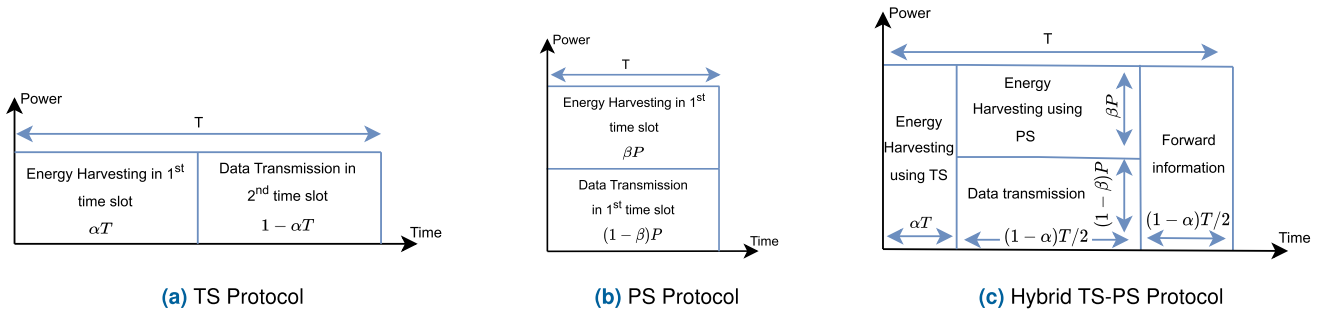 Power
T
Energy Harvesting in 1st
time slot
αT
Data Transmission in
2nd time slot
1 − αT
Time
(a) TS Protocol
Power
T
Energy Harvesting in 1st
time slot
βP
Data Transmission
in 1st time slot
(1 − β)P
Time
(b) PS Protocol
Power
T
Energy
Harvesting
using TS
αT
Energy
Harvesting using
PS
βP
Data transmission
(1 − β)P
(1 − α)T/2
Forward
information
(1 − α)T/2
Time
(c) Hybrid TS-PS Protocol